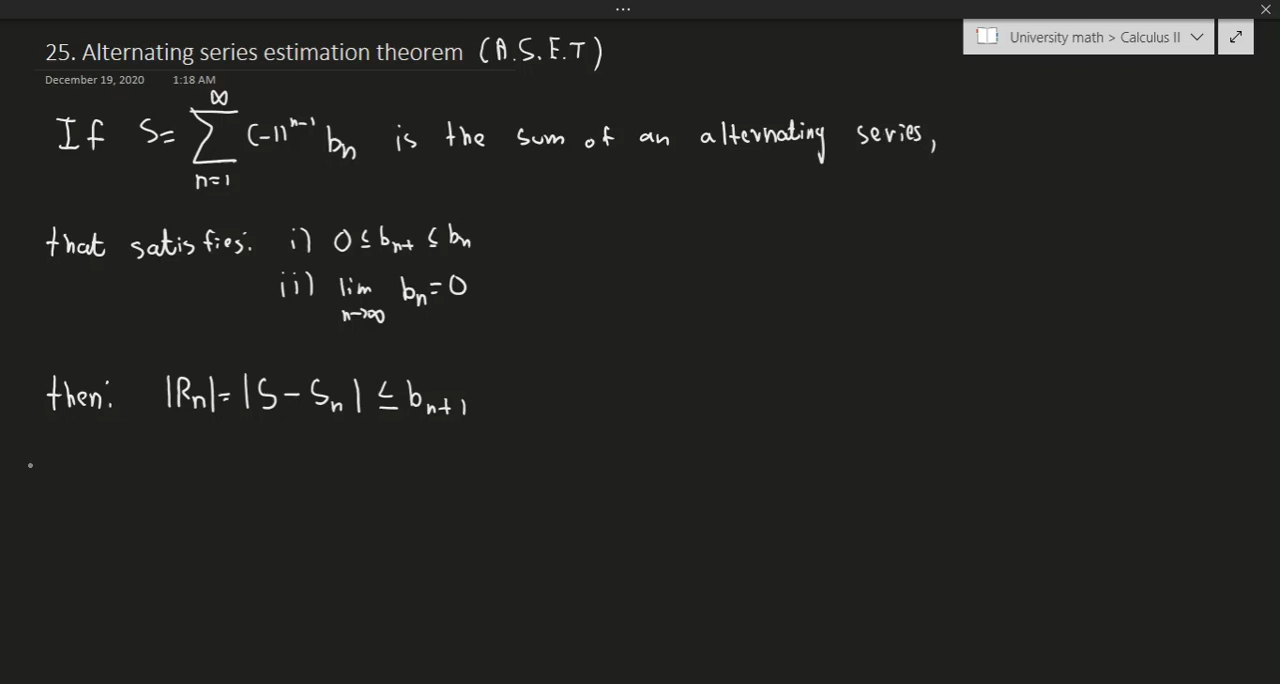 ...
25. Alternating series estimation theorem (A.S.E.T)
University math > Calculus II
December 19, 2020 1:18 AM
If S = ∑_{n=1}^{∞} (-1)^{n-1} b_n is the sum of an alternating series,
that satisfies: i) 0 ≤ b_{n+} ≤ b_n
ii) lim_{n→∞} b_n = 0
then: |R_n| = |S - S_n| ≤ b_{n+1}